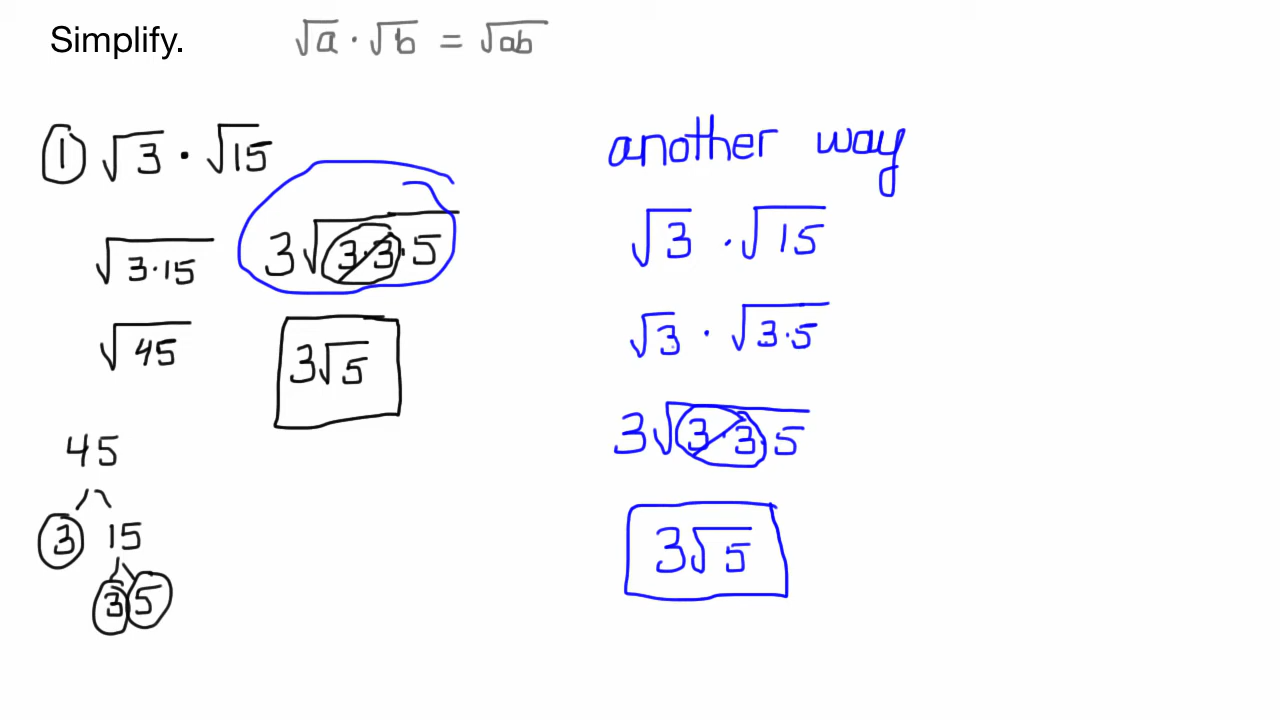 Simplify. √a · √b = √ab
① √3 · √15
√3·15
√45
45
3 15
3 5
3√3·3·5
3√5
another way
√3 · √15
√3 · √3·5
3√3·3·5
3√5